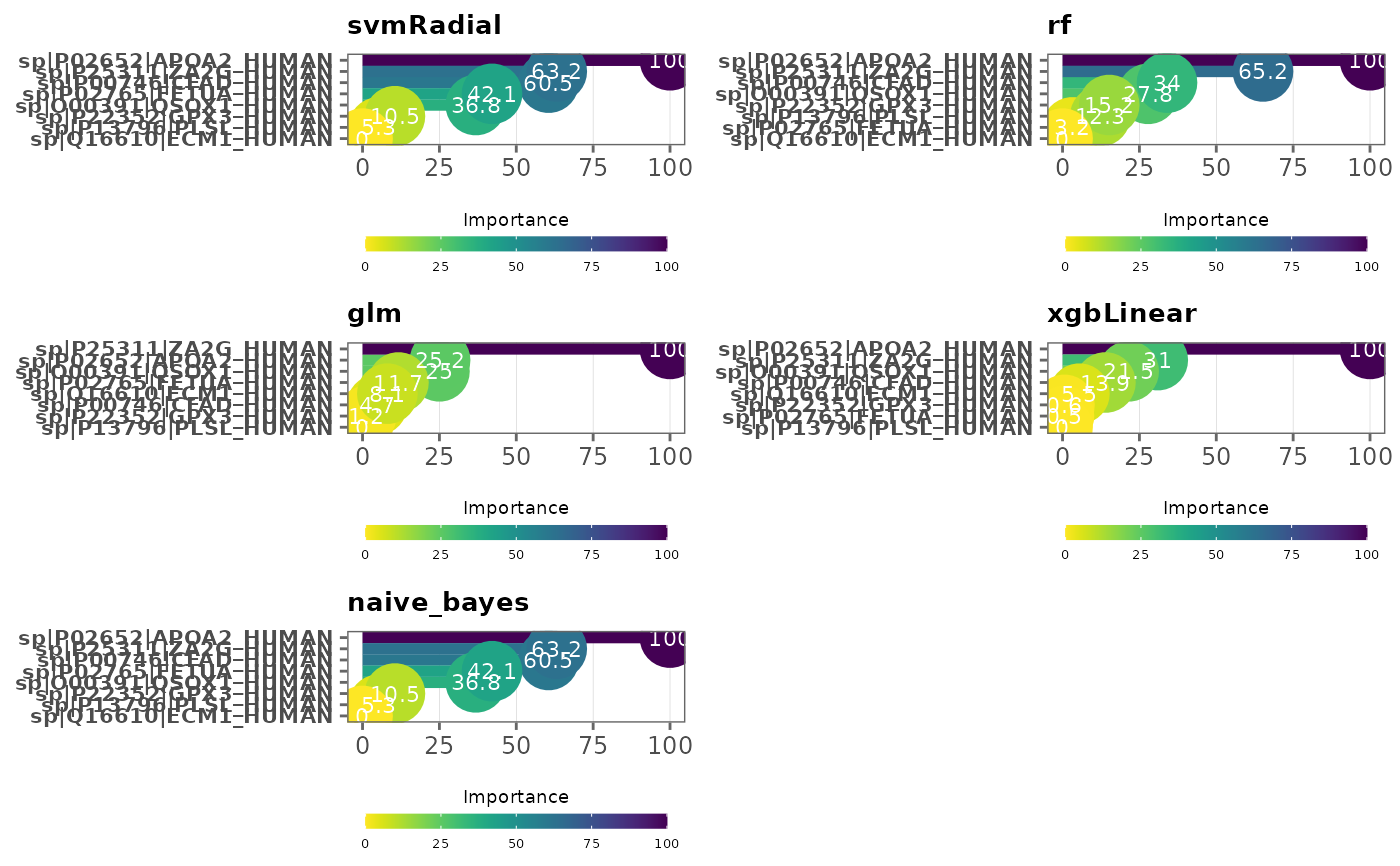 svmRadial
sp|P02652|APOA2_HUMAN
sp|P25311|ZA2G_HUMAN
sp|P00746|CFAD_HUMAN
sp|P02765|FETUA_HUMAN
sp|O00391|QSOX1_HUMAN
sp|P22352|GPX3_HUMAN
sp|P13796|PLSL_HUMAN
sp|Q16610|ECM1_HUMAN
100
63.2
60.5
42.1
36.8
10.5
5.3
0
0 25 50 75 100
Importance
0 25 50 75 100
rf
sp|P02652|APOA2_HUMAN
sp|P25311|ZA2G_HUMAN
sp|P00746|CFAD_HUMAN
sp|O00391|QSOX1_HUMAN
sp|P22352|GPX3_HUMAN
sp|P13796|PLSL_HUMAN
sp|P02765|FETUA_HUMAN
sp|Q16610|ECM1_HUMAN
100
65.2
34
27.8
15.2
12.3
3.2
0
0 25 50 75 100
Importance
0 25 50 75 100
glm
sp|P25311|ZA2G_HUMAN
sp|P02652|APOA2_HUMAN
sp|O00391|QSOX1_HUMAN
sp|P02765|FETUA_HUMAN
sp|Q16610|ECM1_HUMAN
sp|P00746|CFAD_HUMAN
sp|P22352|GPX3_HUMAN
sp|P13796|PLSL_HUMAN
100
25.2
25
11.7
8.1
4.7
1.2
0
0 25 50 75 100
Importance
0 25 50 75 100
xgbLinear
sp|P02652|APOA2_HUMAN
sp|P25311|ZA2G_HUMAN
sp|O00391|QSOX1_HUMAN
sp|P00746|CFAD_HUMAN
sp|Q16610|ECM1_HUMAN
sp|P22352|GPX3_HUMAN
sp|P02765|FETUA_HUMAN
sp|P13796|PLSL_HUMAN
100
31
21.5
13.9
5.5
0.6
0.5
0
0 25 50 75 100
Importance
0 25 50 75 100
naive_bayes
sp|P02652|APOA2_HUMAN
sp|P25311|ZA2G_HUMAN
sp|P00746|CFAD_HUMAN
sp|P02765|FETUA_HUMAN
sp|O00391|QSOX1_HUMAN
sp|P22352|GPX3_HUMAN
sp|P13796|PLSL_HUMAN
sp|Q16610|ECM1_HUMAN
100
63.2
60.5
42.1
36.8
10.5
5.3
0
0 25 50 75 100
Importance
0 25 50 75 100